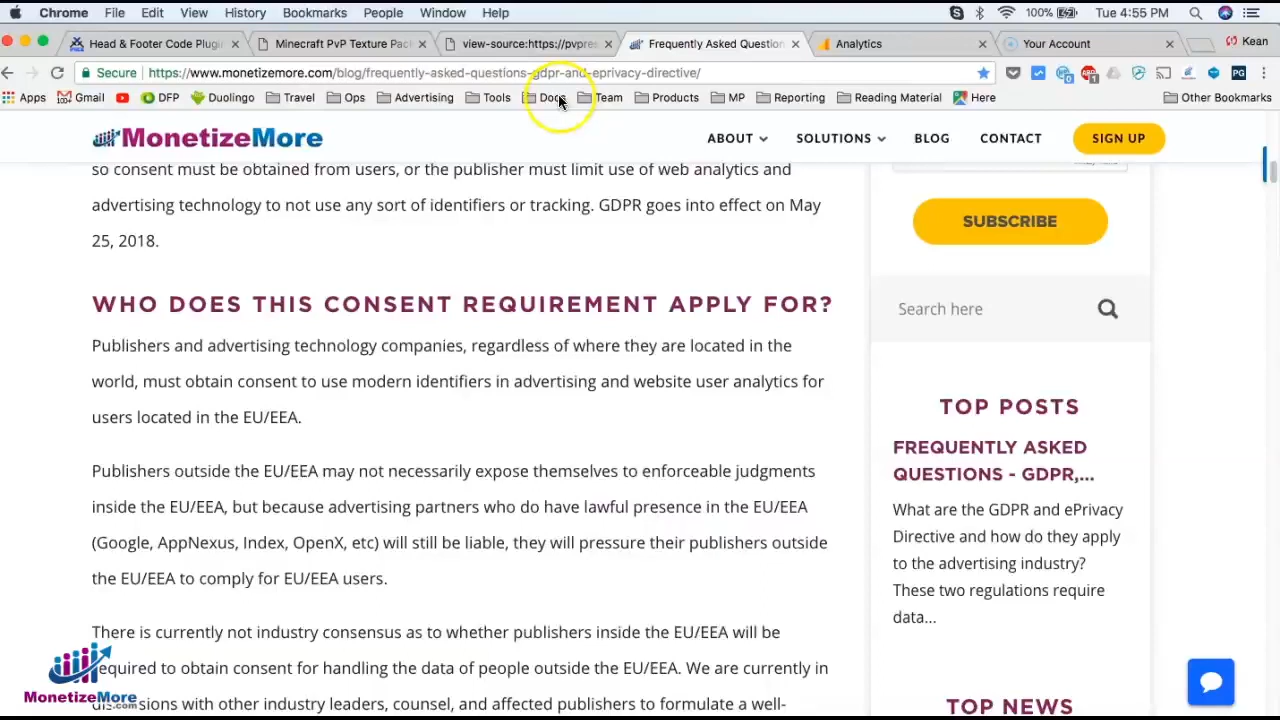 Chrome File Edit View History Bookmarks People Window Help 100% Tue 4:55 PM
Head & Footer Code Plugi Minecraft PvP Texture Pac view-source:https://pvpres Frequently Asked Question Analytics Your Account Kean
Secure https://www.monetizemore.com/blog/frequently-asked-questions-gdpr-and-eprivacy-directive/
Apps Gmail DFP Duolingo Travel Ops Advertising Tools Docs Team Products MP Reporting Reading Material Here Other Bookmarks
MonetizeMore ABOUT SOLUTIONS BLOG CONTACT SIGN UP
so consent must be obtained from users, or the publisher must limit use of web analytics and
advertising technology to not use any sort of identifiers or tracking. GDPR goes into effect on May
25, 2018.
WHO DOES THIS CONSENT REQUIREMENT APPLY FOR?
Publishers and advertising technology companies, regardless of where they are located in the
world, must obtain consent to use modern identifiers in advertising and website user analytics for
users located in the EU/EEA.
Publishers outside the EU/EEA may not necessarily expose themselves to enforceable judgments
inside the EU/EEA, but because advertising partners who do have lawful presence in the EU/EEA
(Google, AppNexus, Index, OpenX, etc) will still be liable, they will pressure their publishers outside
the EU/EEA to comply for EU/EEA users.
There is currently not industry consensus as to whether publishers inside the EU/EEA will be
required to obtain consent for handling the data of people outside the EU/EEA. We are currently in
with other industry leaders, counsel, and affected publishers to formulate a well-
SUBSCRIBE
Search here
TOP POSTS
FREQUENTLY ASKED
QUESTIONS - GDPR,...
What are the GDPR and ePrivacy
Directive and how do they apply
to the advertising industry?
These two regulations require
data...
TOP NEWS
MonetizeMore.com